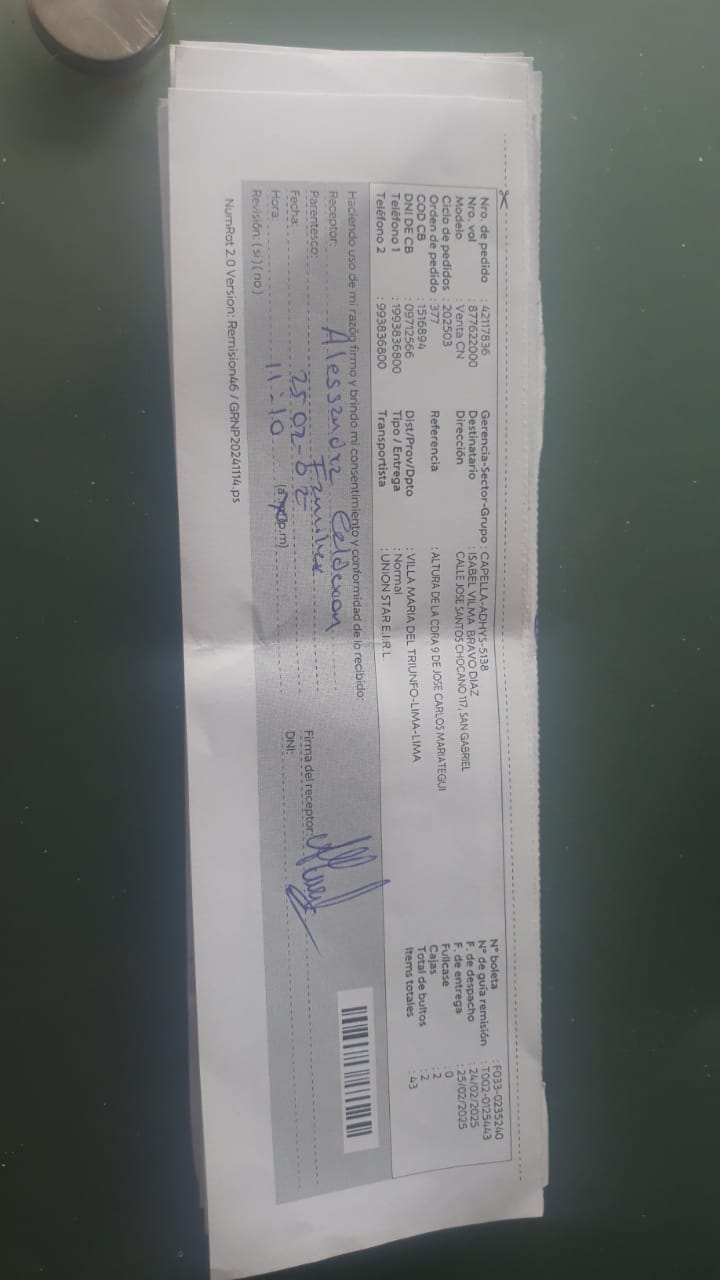 Nro. de pedido : 42117836
Nro. vol : 877622000
Modelo : Venta CN
Ciclo de pedidos : 202503
Orden de pedido : 377
COD CB : 1516894
DNI DE CB : 09712566
Teléfono 1 : 1993836800
Teléfono 2 : 993836800
Gerencia-Sector-Grupo : CAPELLA-ADHYS-5138
Destinatario : ISABEL VILMA BRAVO DIAZ
Dirección CALLE JOSE SANTOS CHOCANO 117, SAN GABRIEL
Referencia : ALTURA DE LA CDRA 9 DE JOSE CARLOS MARIATEGUI
Dist/Prov/Dpto : VILLA MARIA DEL TRIUNFO-LIMA-LIMA
Tipo / Entrega : Normal
Transportista : UNION STAR E.I.R.L
N° boleta : F033-0235240
N° de guía remisión : T002-0125443
F. de despacho : 24/02/2025
F. de entrega : 25/02/2025
Fullcase : 0
Cajas : 2
Total de bultos : 2
Items totales : 43
Haciendo uso de mi razón firmo y brindo mi consentimiento y conformidad de lo recibido:
Receptor: Alessandra Calderon
Parentesco: Familiar
Fecha: 25-02-
Hora: 11-10 p.m)
Revisión: ( si ) ( no )
Firma del receptor:
DNI:
NumRot 2.0 Version: Remision46 / GRNP20241114.ps